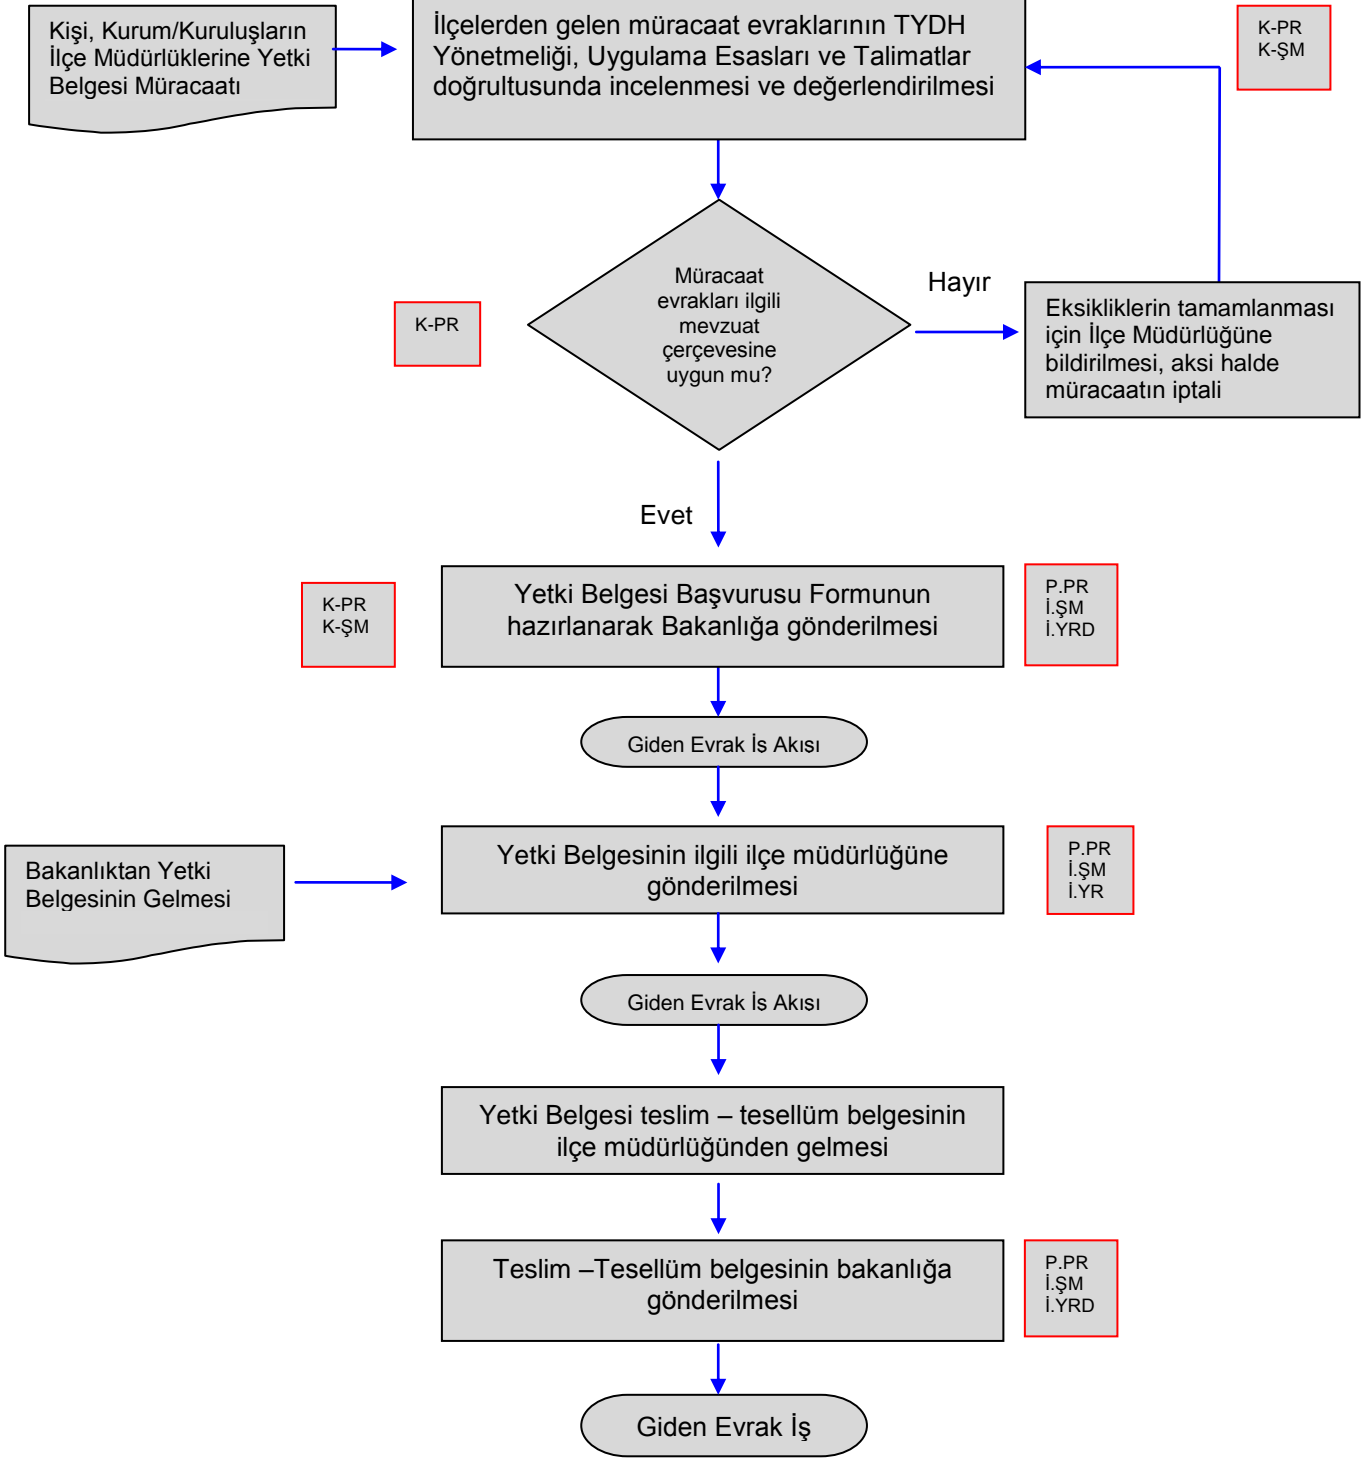 Kişi, Kurum/Kuruluşların
İlçe Müdürlüklerine Yetki
Belgesi Müracaatı
İlçelerden gelen müracaat evraklarının TYDH
Yönetmeliği, Uygulama Esasları ve Talimatlar
doğrultusunda incelenmesi ve değerlendirilmesi
K-PR
K-ŞM
Müracaat
evrakları ilgili
mevzuat
çerçevesine
uygun mu?
K-PR
Hayır
Eksikliklerin tamamlanması
için İlçe Müdürlüğüne
bildirilmesi, aksi halde
müracaatın iptali
Evet
K-PR
K-ŞM
Yetki Belgesi Başvurusu Formunun
hazırlanarak Bakanlığa gönderilmesi
P.PR
İ.ŞM
İ.YRD
Giden Evrak İs Akısı
Bakanlıktan Yetki
Belgesinin Gelmesi
Yetki Belgesinin ilgili ilçe müdürlüğüne
gönderilmesi
P.PR
İ.ŞM
İ.YR
Giden Evrak İs Akısı
Yetki Belgesi teslim – tesellüm belgesinin
ilçe müdürlüğünden gelmesi
Teslim –Tesellüm belgesinin bakanlığa
gönderilmesi
P.PR
İ.ŞM
İ.YRD
Giden Evrak İş